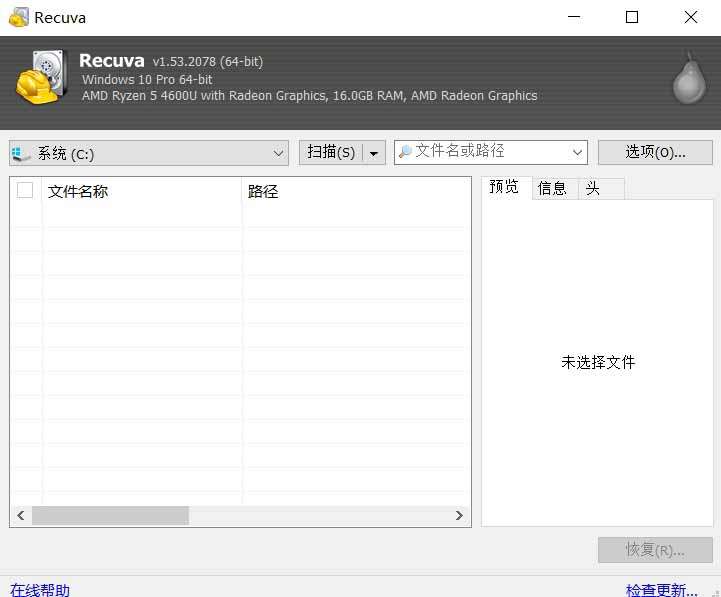 Recuva
Recuva v1.53.2078 (64-bit)
Windows 10 Pro 64-bit
AMD Ryzen 5 4600U with Radeon Graphics, 16.0GB RAM, AMD Radeon Graphics
系统 (C:) 扫描(S) 文件名或路径 选项(O)...
文件名称 路径 预览 信息 头
未选择文件
恢复(R)...
在线帮助 检查更新...